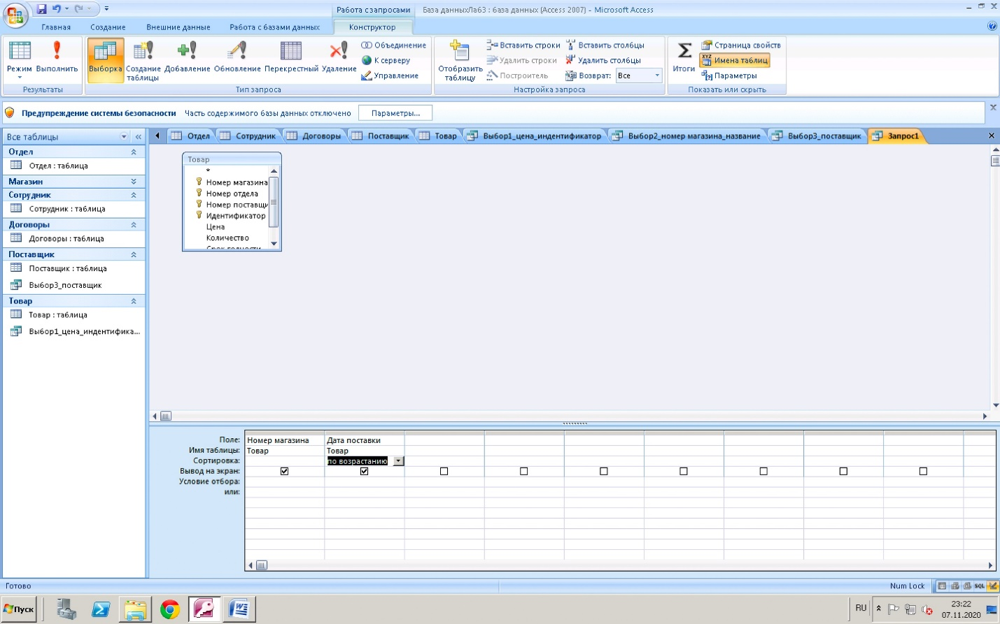 Работа с запросами
База данныхЛаб3 : база данных (Access 2007) - Microsoft Access
Главная
Создание
Внешние данные
Работа с базами данных
Конструктор
Режим
Выполнить
Результаты
Выборка
Создание таблицы
Добавление
Обновление
Перекрестный
Удаление
Объединение
К серверу
Управление
Тип запроса
Отобразить таблицу
Вставить строки
Удалить строки
Построитель
Вставить столбцы
Удалить столбцы
Возврат: Все
Настройка запроса
Итоги
Страница свойств
Имена таблиц
Параметры
Показать или скрыть
Предупреждение системы безопасности
Часть содержимого базы данных отключено
Параметры...
Все таблицы
Отдел
Отдел : таблица
Магазин
Сотрудник
Сотрудник : таблица
Договоры
Договоры : таблица
Поставщик
Поставщик : таблица
Выбор3_поставщик
Товар
Товар : таблица
Выбор1_цена_индентифика...
Отдел
Сотрудник
Договоры
Поставщик
Товар
Выбор1_цена_индентификатор
Выбор2_номер магазина_название
Выбор3_поставщик
Запрос1
Товар
*
Номер магазина
Номер отдела
Номер поставщи
Идентификатор
Цена
Количество
Срок годности
Поле: Номер магазина Дата поставки
Имя таблицы: Товар Товар
Сортировка: по возрастанию
Вывод на экран:
Условие отбора:
или:
Готово
Num Lock
SQL
Пуск
RU
23:22
07.11.2020